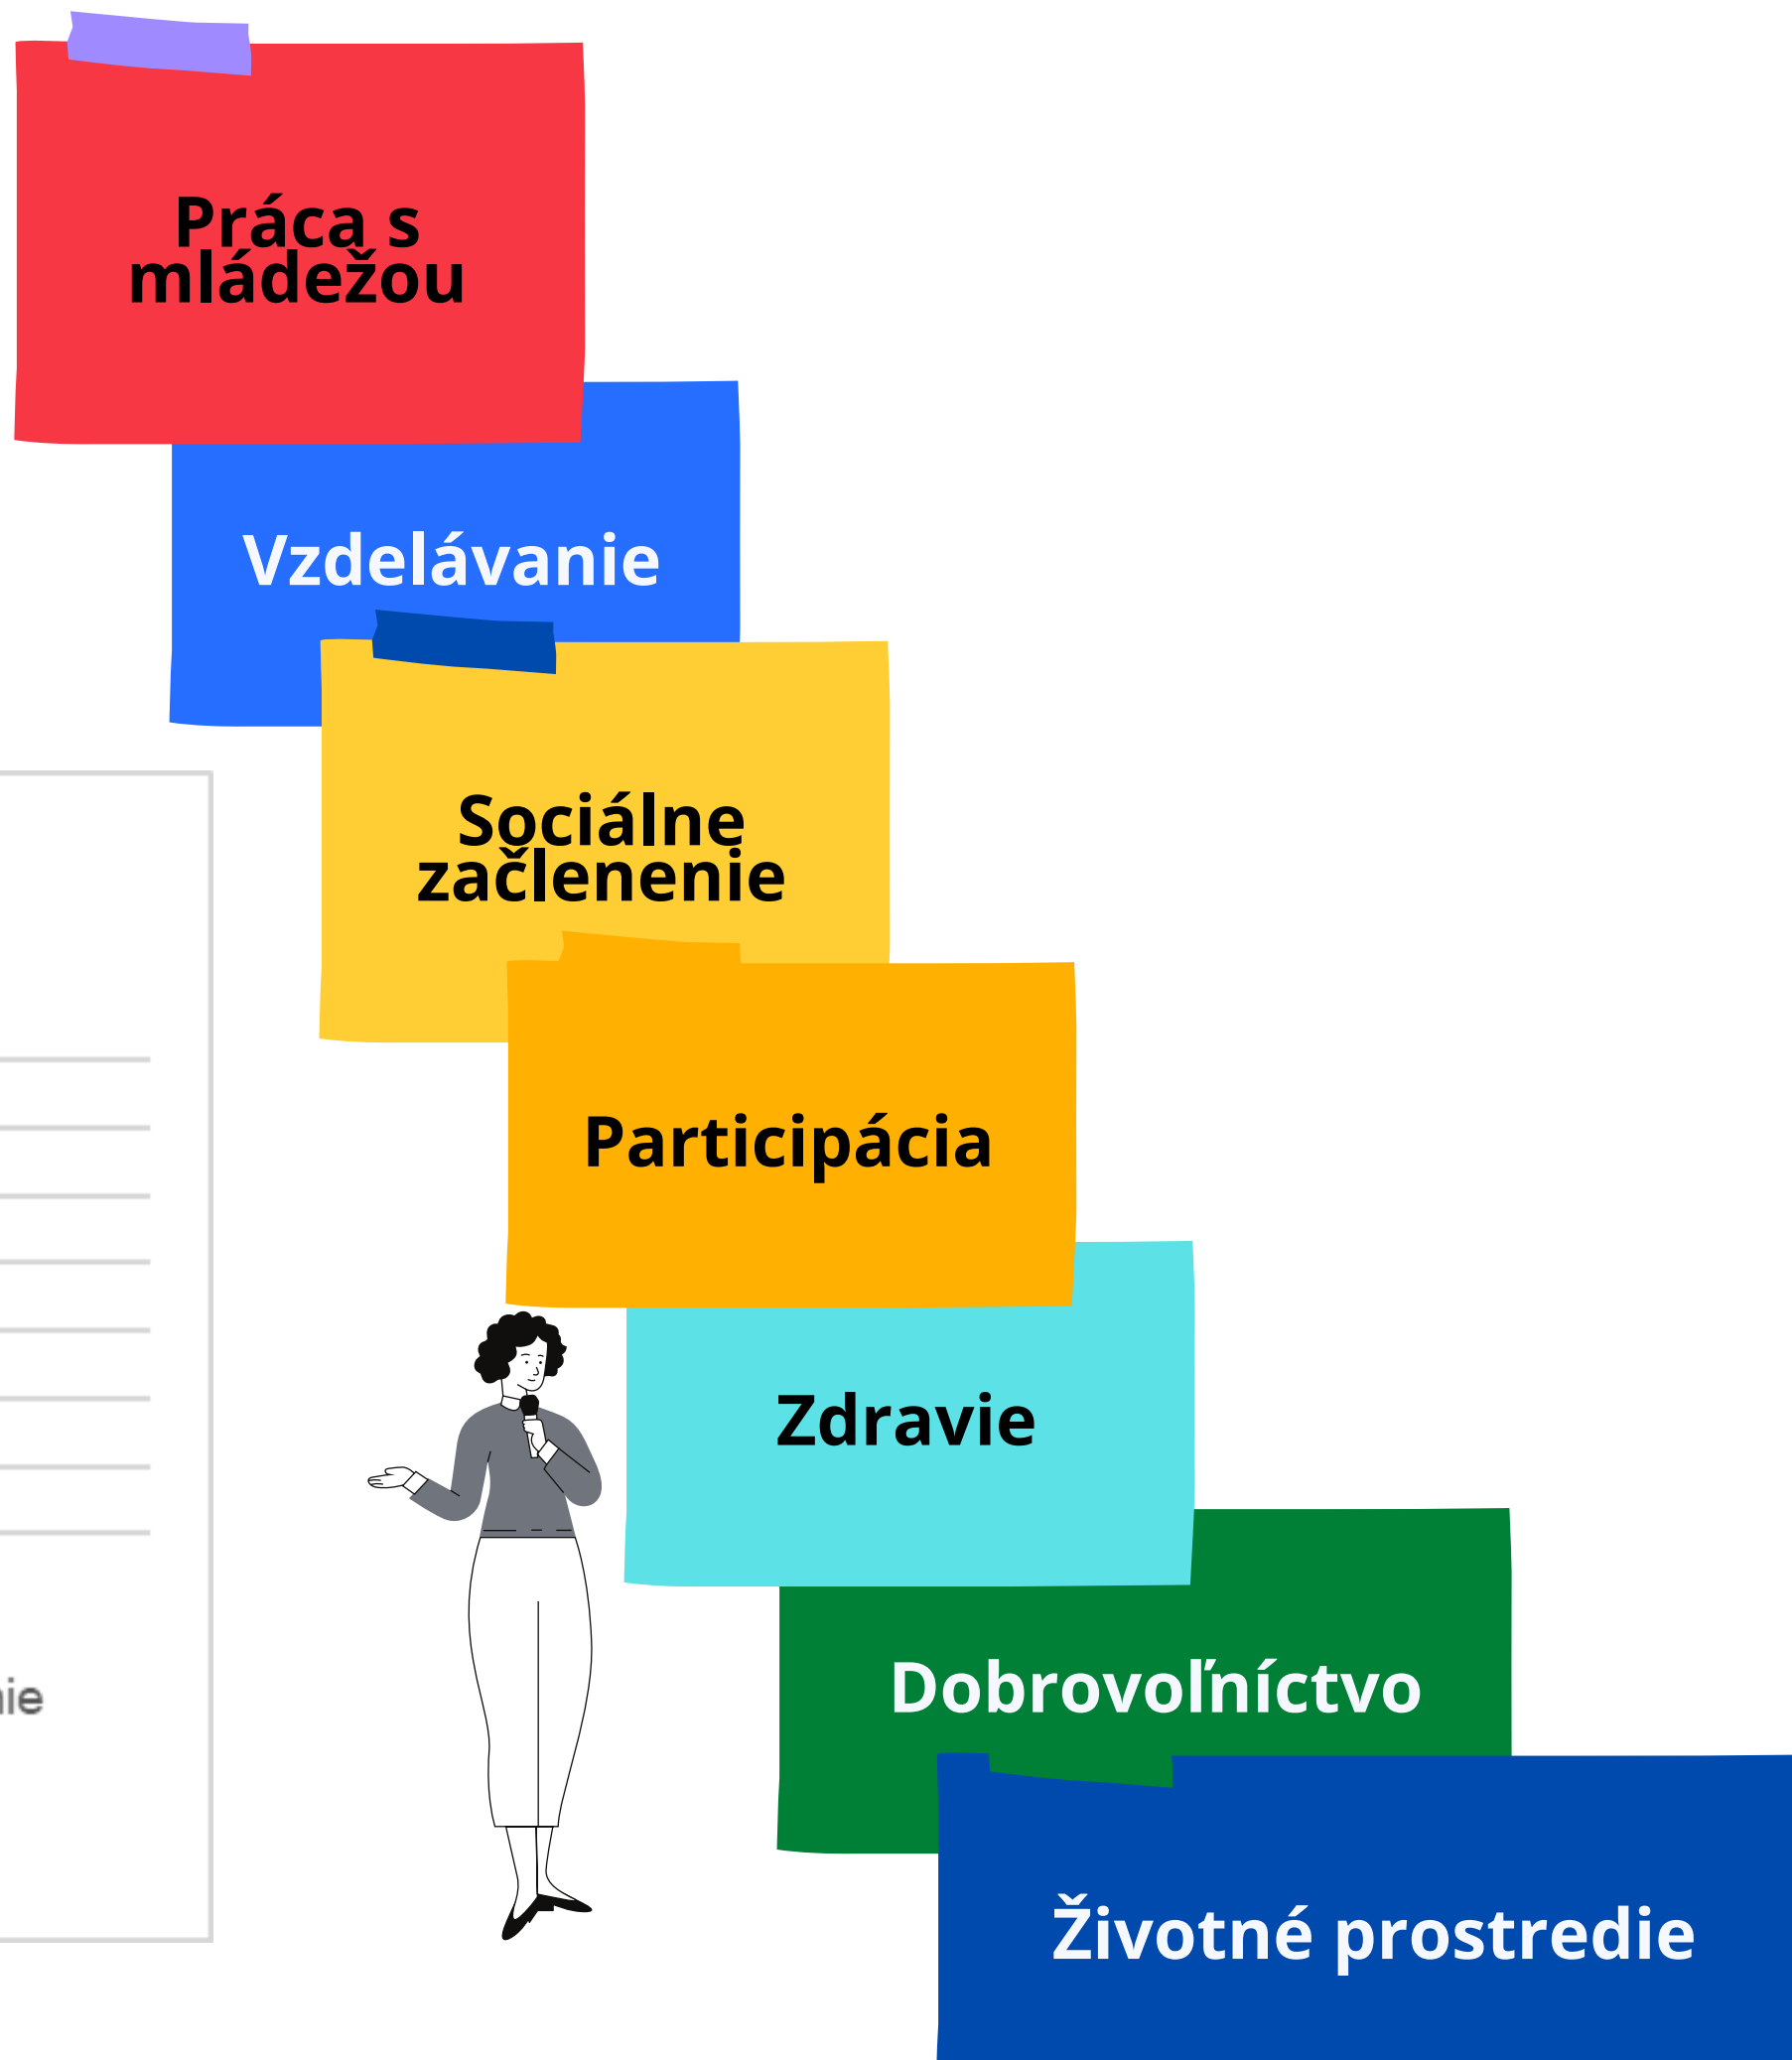 Práca s
mládežou
Vzdelávanie
Sociálne
začlenenie
Participácia
Zdravie
Dobrovoľníctvo
Životné prostredie